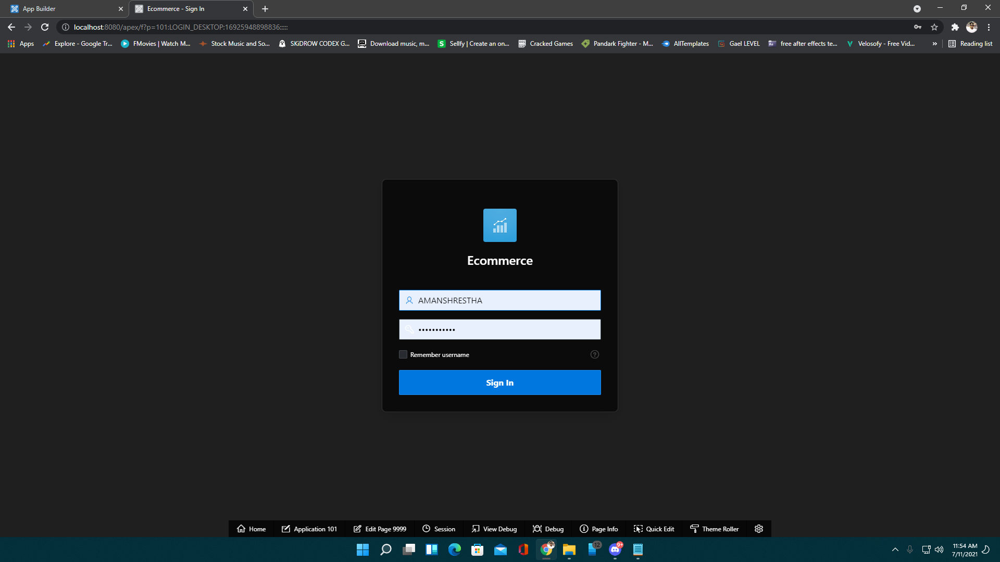 App Builder
Ecommerce - Sign In
localhost:8080/apex/f?p=101:LOGIN_DESKTOP:16925948898836:::::
Apps
Explore - Google Tr...
FMovies | Watch M...
Stock Music and So...
SKiDROW CODEX G...
Download music, m...
Sellfy | Create an on...
Cracked Games
Pandark Fighter - M...
AllTemplates
Gael LEVEL
free after effects te...
Velosofy - Free Vid...
»
Reading list
Ecommerce
AMANSHRESTHA
•••••••••••
Remember username
Sign In
Home
Application 101
Edit Page 9999
Session
View Debug
Debug
Page Info
Quick Edit
Theme Roller
12
9+
11:54 AM
7/11/2021